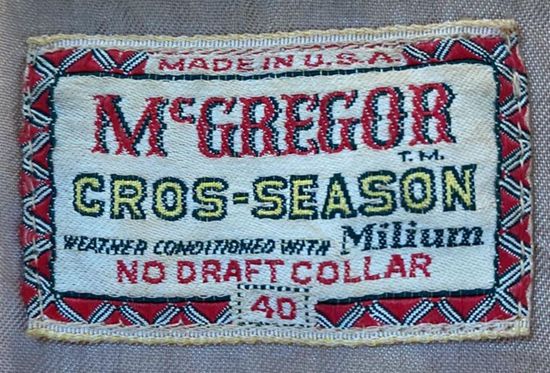 MADE IN U.S.A.
McGREGOR
T.M.
CROS-SEASON
WEATHER CONDITIONED WITH Milium
NO DRAFT COLLAR
40